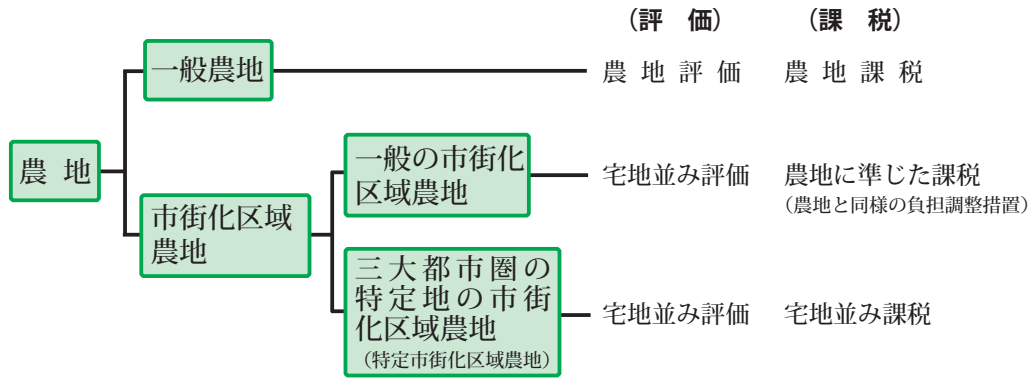 （評　価）　（課　税）
一般農地　農地評価　農地課税
農　地
一般の市街化
区域農地
宅地並み評価　農地に準じた課税
（農地と同様の負担調整措置）
市街化区域
農地
三大都市圏の
特定地の市街
化区域農地
（特定市街化区域農地）
宅地並み評価　宅地並み課税